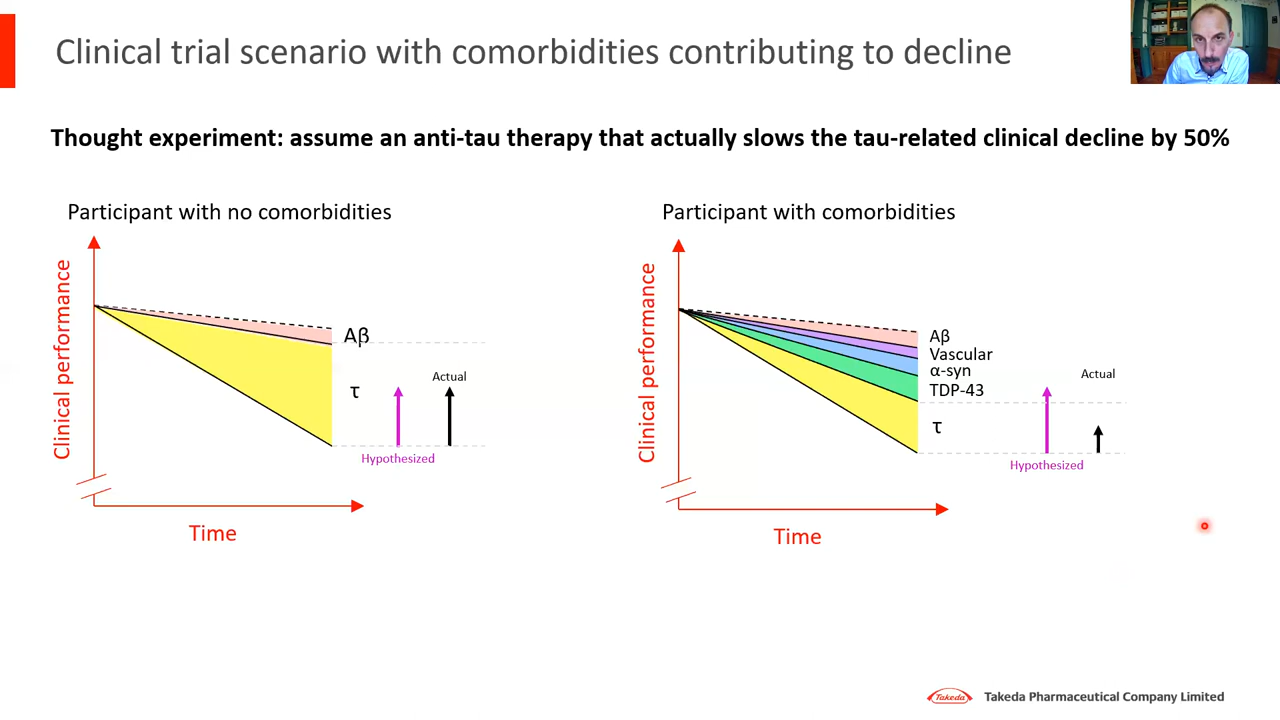 Clinical trial scenario with comorbidities contributing to decline
Thought experiment: assume an anti-tau therapy that actually slows the tau-related clinical decline by 50%
Participant with no comorbidities
Clinical performance
Aβ
τ
Actual
Hypothesized
Time
Participant with comorbidities
Clinical performance
Aβ
Vascular
α-syn
TDP-43
τ
Actual
Hypothesized
Time
Takeda
Takeda Pharmaceutical Company Limited